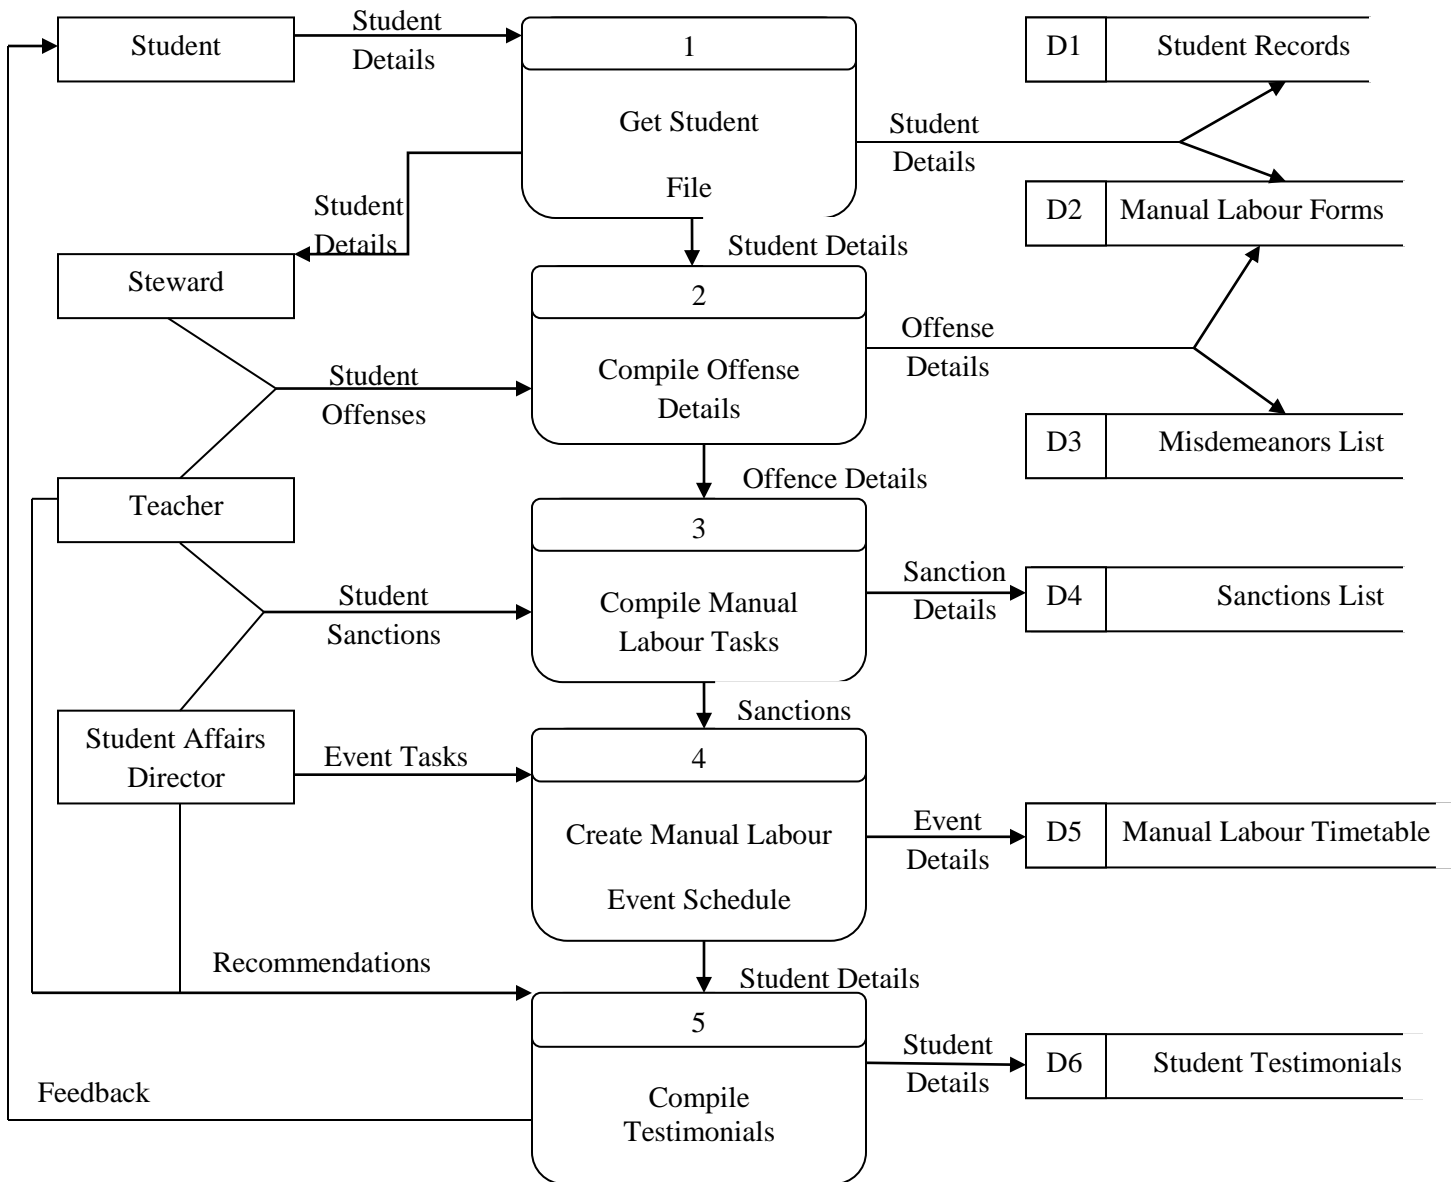 Student
Student
Details
1
Get Student
File
D1
Student Records
Student
Details
D2
Manual Labour Forms
Student
Details
Student Details
Steward
2
Compile Offense
Details
Offense
Details
Student
Offenses
D3
Misdemeanors List
Offence Details
Teacher
3
Compile Manual
Labour Tasks
Sanction
Details
D4
Sanctions List
Student
Sanctions
Sanctions
Student Affairs
Director
Event Tasks
4
Create Manual Labour
Event Schedule
Event
Details
D5
Manual Labour Timetable
Recommendations
Student Details
5
Compile
Testimonials
Student
Details
D6
Student Testimonials
Feedback